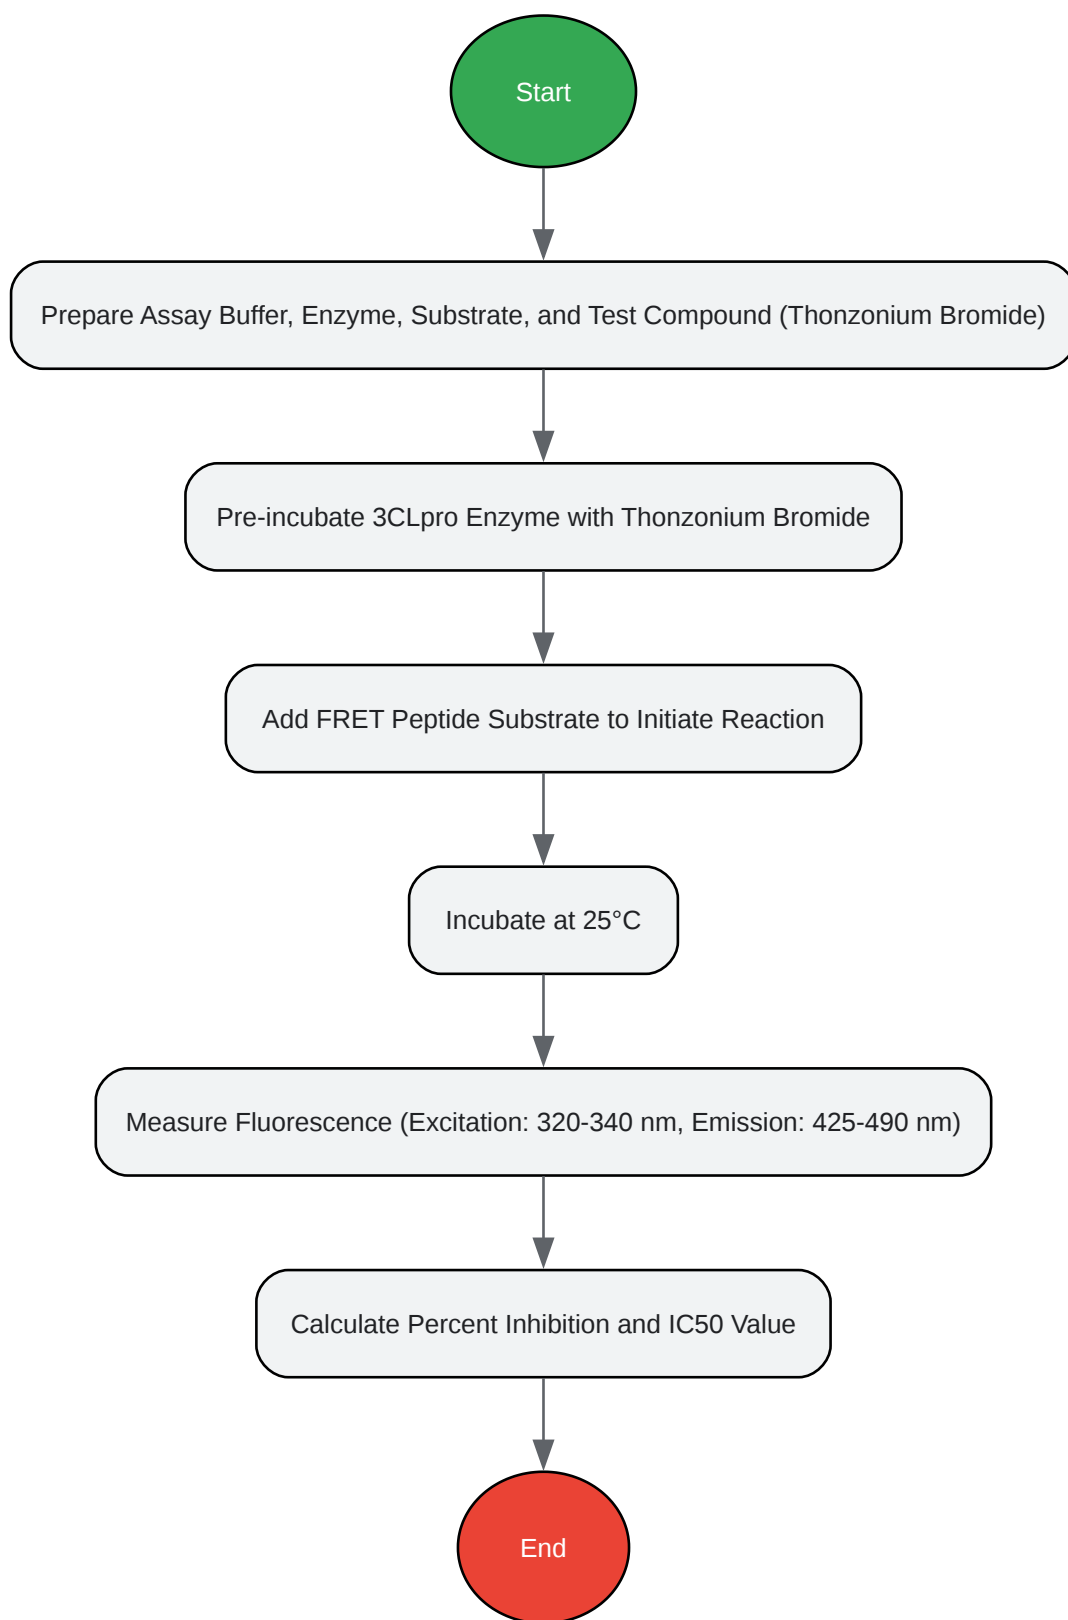 Start
Prepare Assay Buffer, Enzyme, Substrate, and Test Compound (Thonzonium Bromide)
Pre-incubate 3CLpro Enzyme with Thonzonium Bromide
Add FRET Peptide Substrate to Initiate Reaction
Incubate at 25°C
Measure Fluorescence (Excitation: 320-340 nm, Emission: 425-490 nm)
Calculate Percent Inhibition and IC50 Value
End